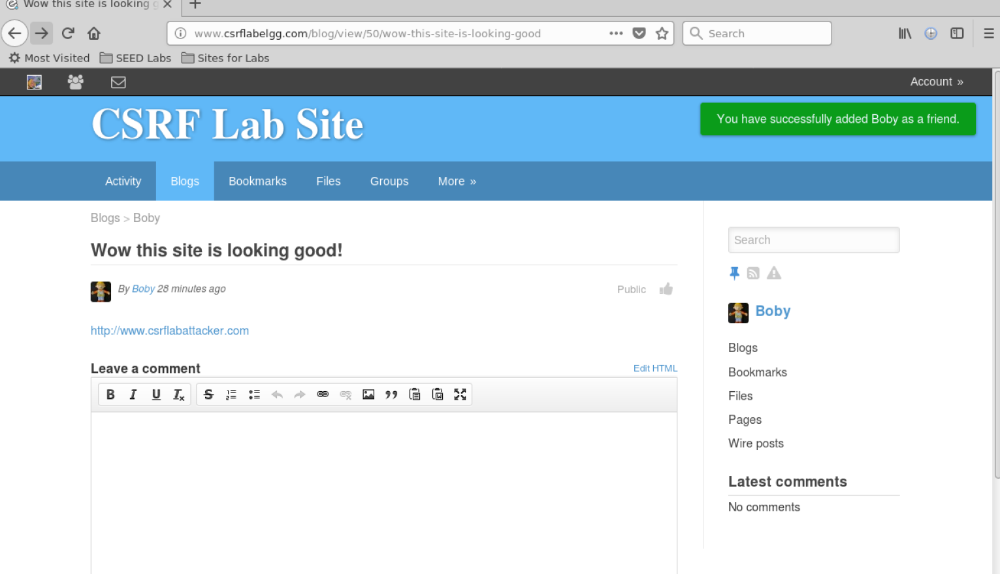 Wow this site is looking g
www.csrflabelgg.com/blog/view/50/wow-this-site-is-looking-good
Search
Most Visited SEED Labs Sites for Labs
Account »
CSRF Lab Site
You have successfully added Boby as a friend.
Activity Blogs Bookmarks Files Groups More »
Blogs > Boby
Wow this site is looking good!
By Boby 28 minutes ago
Public
http://www.csrflabattacker.com
Leave a comment
Edit HTML
B I U Tx S
Search
Boby
Blogs
Bookmarks
Files
Pages
Wire posts
Latest comments
No comments